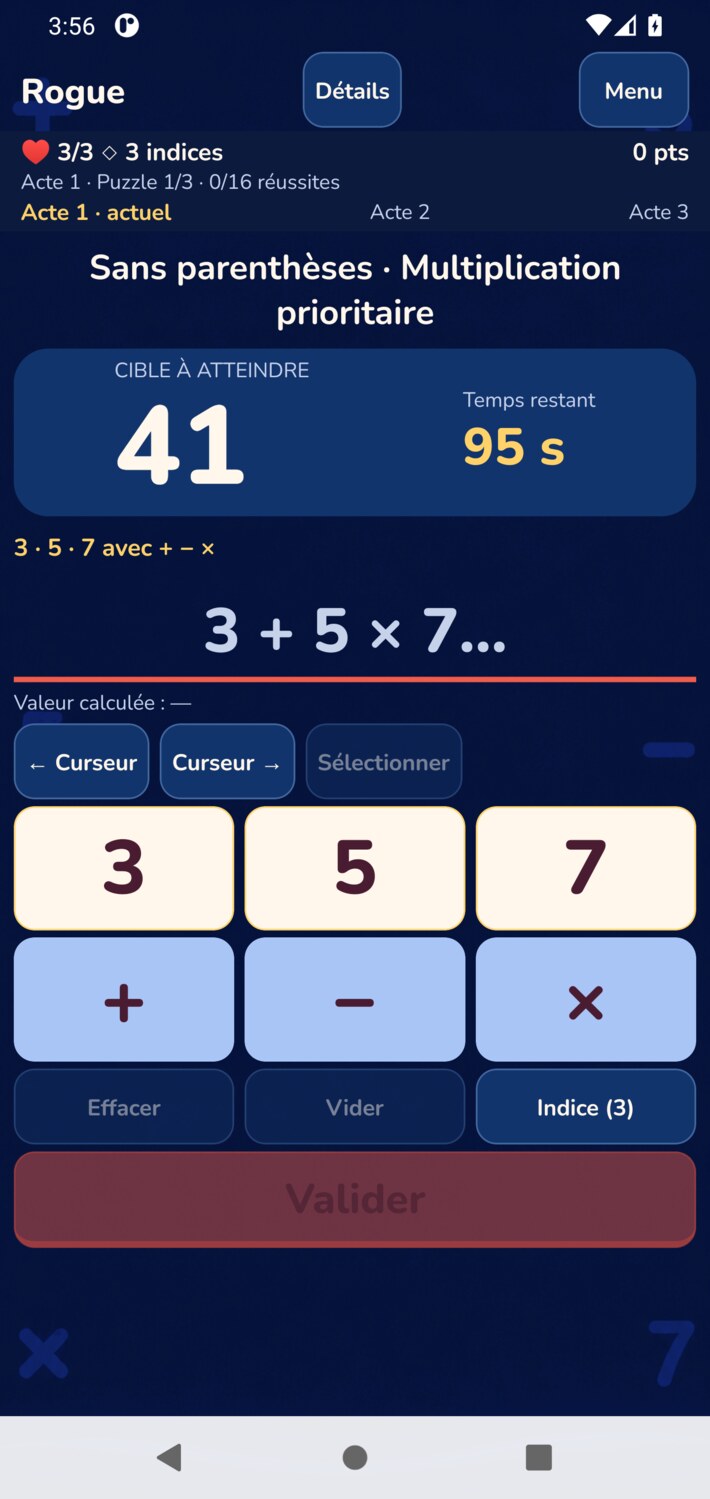 3:56
Rogue
Détails
Menu
❤️ 3/3 ◇ 3 indices
0 pts
Acte 1 · Puzzle 1/3 · 0/16 réussites
Acte 1 · actuel
Acte 2
Acte 3
Sans parenthèses · Multiplication
prioritaire
CIBLE À ATTEINDRE
41
Temps restant
95 s
3 · 5 · 7 avec + − ×
3 + 5 × 7...
Valeur calculée : —
← Curseur
Curseur →
Sélectionner
3
5
7
+
−
×
Effacer
Vider
Indice (3)
Valider
×
7